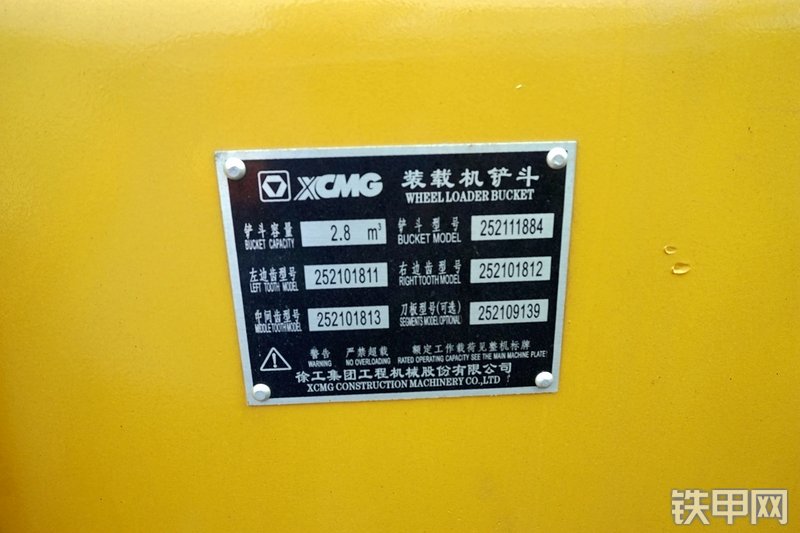 XCMG 装载机铲斗
WHEEL LOADER BUCKET
铲斗容量 2.8 m³ 铲斗型号 252111884
BUCKET CAPACITY BUCKET MODEL
左边齿型号 252101811 右边齿型号 252101812
LEFT TOOTH MODEL RIGHT TOOTH MODEL
中间齿型号 252101813 刀板型号(可选) 252109139
MIDDLE TOOTH MODEL SEGMENTS MODEL OPTIONAL
警告 严禁超载 额定工作载荷见整机标牌
WARNING NO OVERLOADING RATED OPERATING CAPACITY SEE THE MAIN MACHINE PLATE
徐工集团工程机械股份有限公司
XCMG CONSTRUCTION MACHINERY CO.,LTD
铁甲网